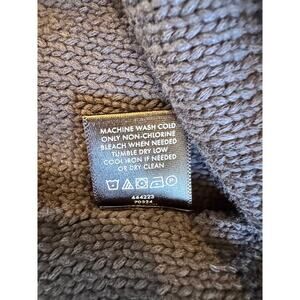 MACHINE WASH COLD
ONLY NON-CHLORINE
BLEACH WHEN NEEDED
TUMBLE DRY LOW
COOL IRON IF NEEDED
OR DRY CLEAN
P
444223